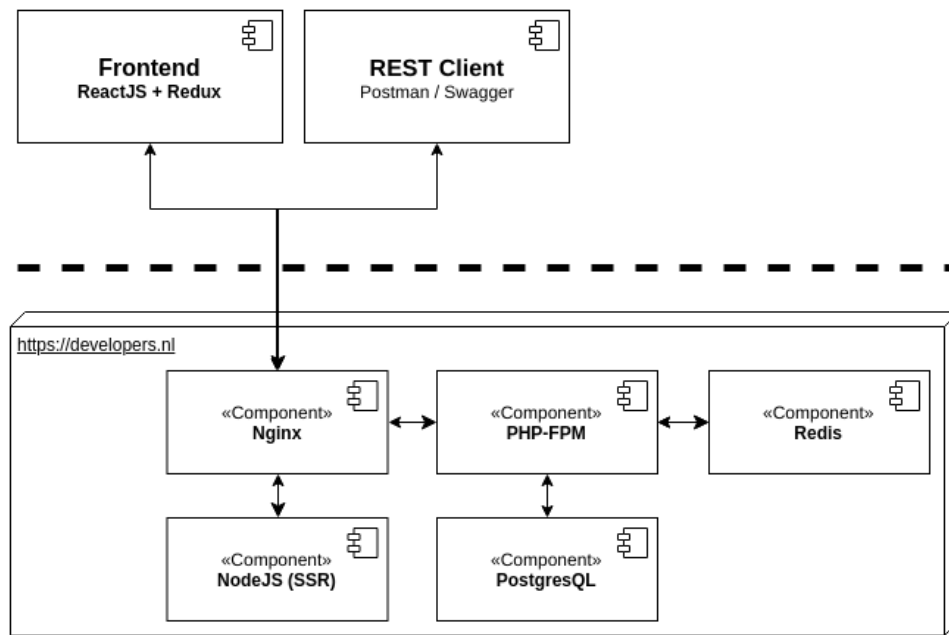 Frontend
ReactJS + Redux
REST Client
Postman / Swagger
https://developers.nl
«Component»
Nginx
«Component»
PHP-FPM
«Component»
Redis
«Component»
NodeJS (SSR)
«Component»
PostgresQL